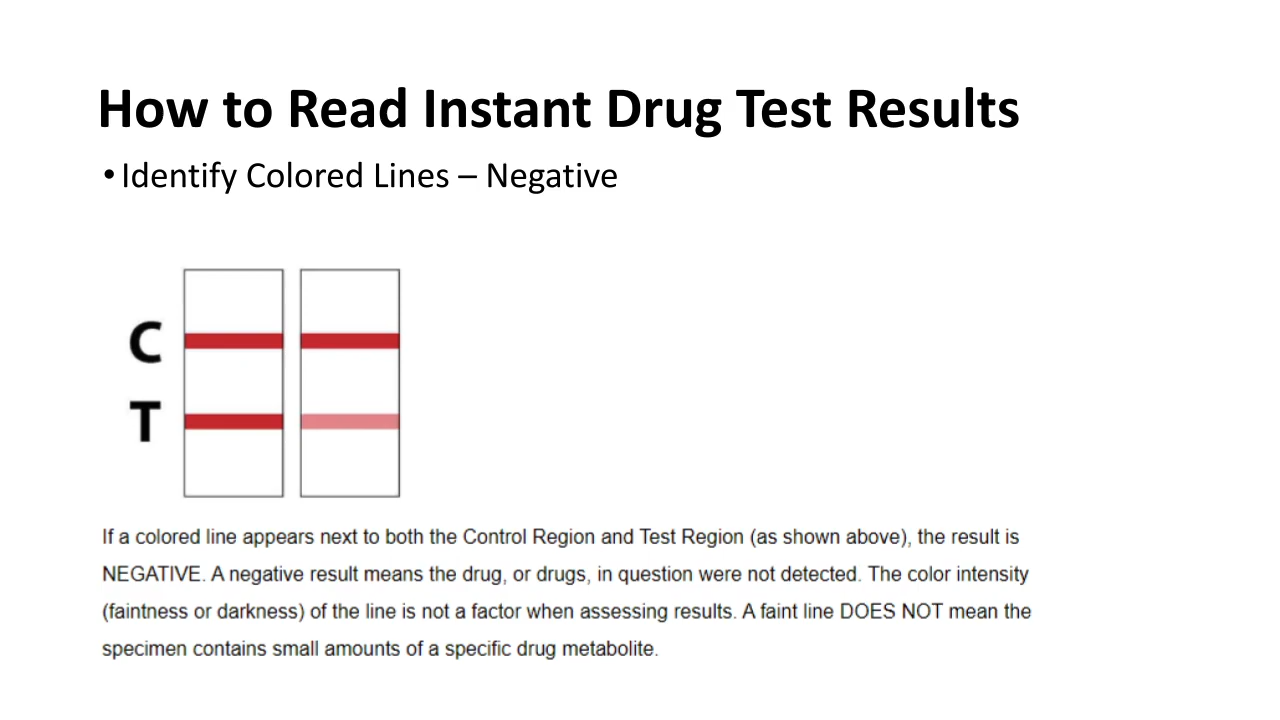 How to Read Instant Drug Test Results
• Identify Colored Lines – Negative
C
T
If a colored line appears next to both the Control Region and Test Region (as shown above), the result is
NEGATIVE. A negative result means the drug, or drugs, in question were not detected. The color intensity
(faintness or darkness) of the line is not a factor when assessing results. A faint line DOES NOT mean the
specimen contains small amounts of a specific drug metabolite.